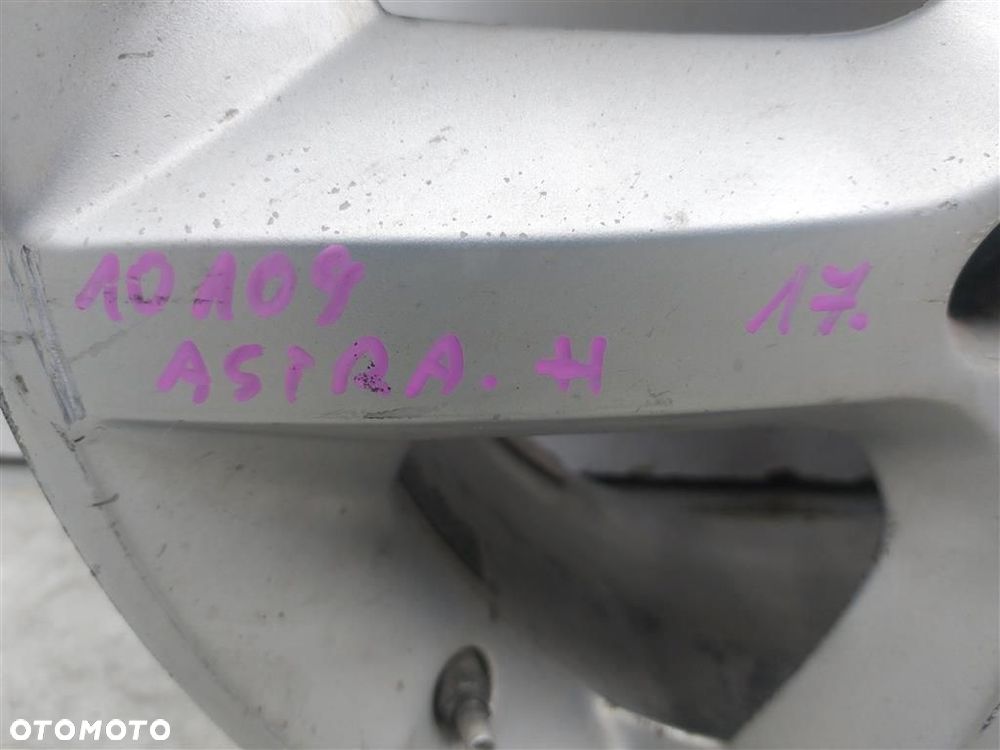 10109 17.
ASTRA. H
OTOMOTO